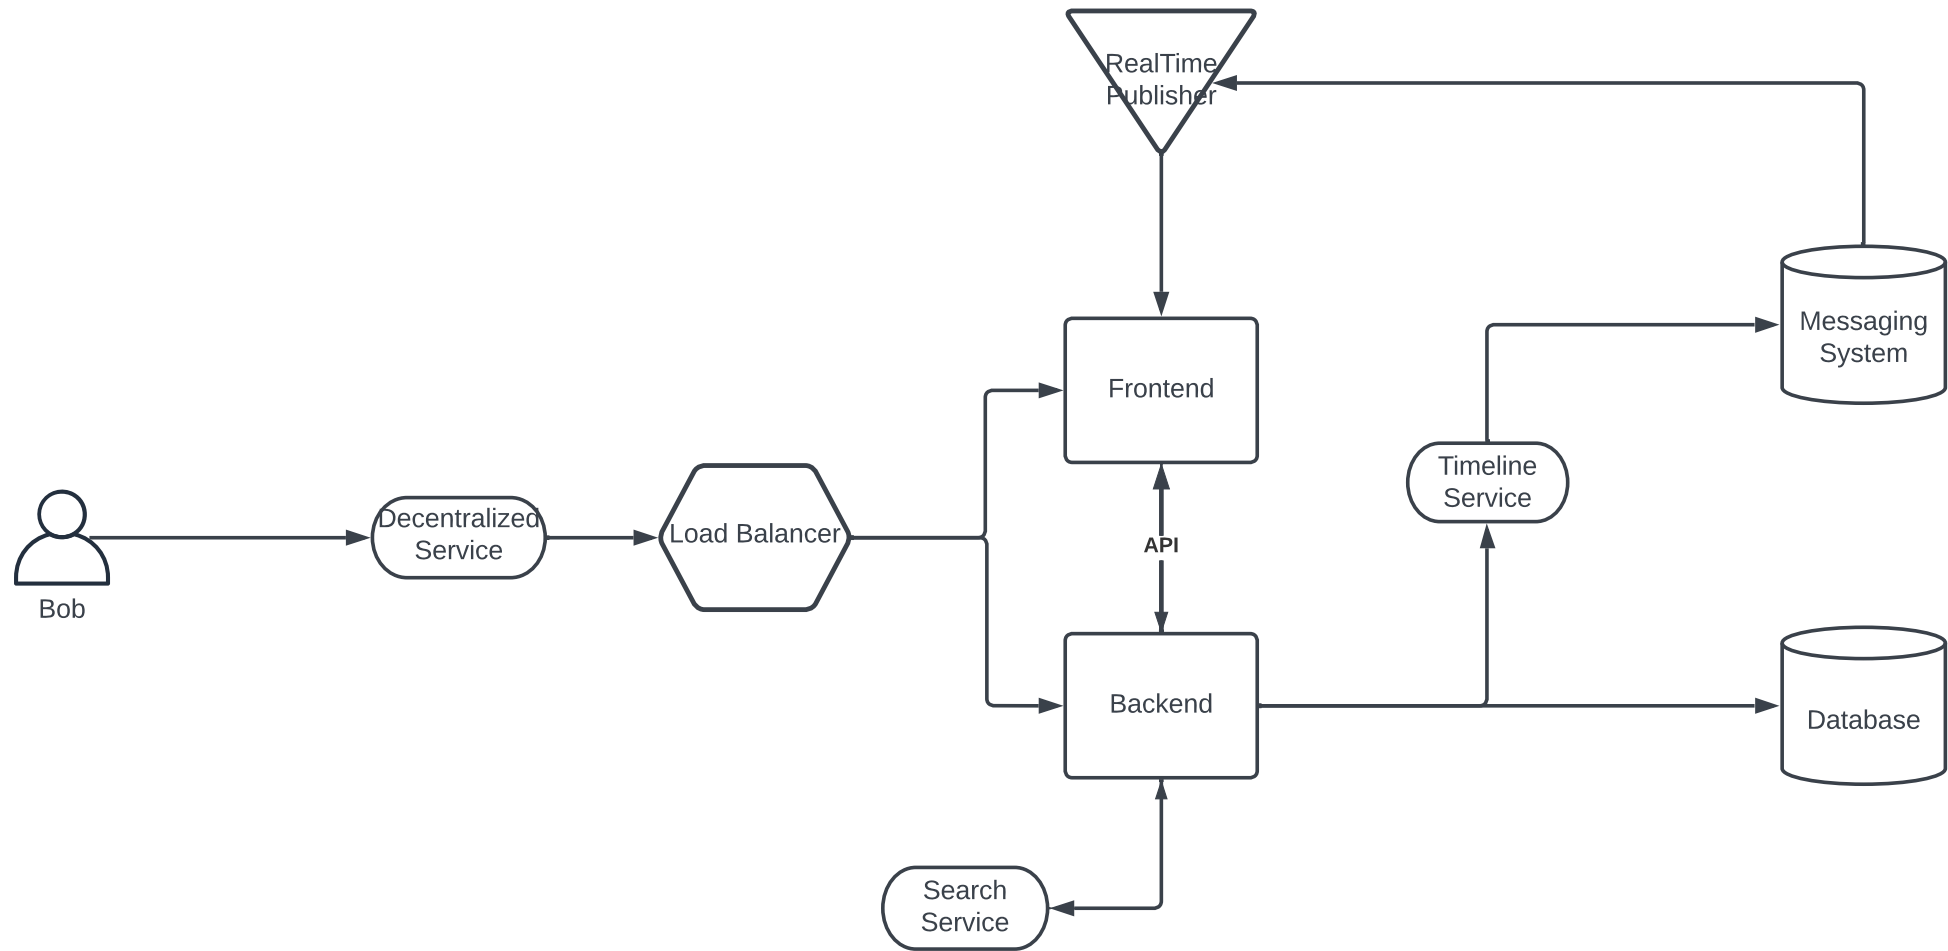 RealTime
Publisher
Messaging
System
Frontend
Timeline
Service
Decentralized
Service
Load Balancer
API
Bob
Backend
Database
Search
Service